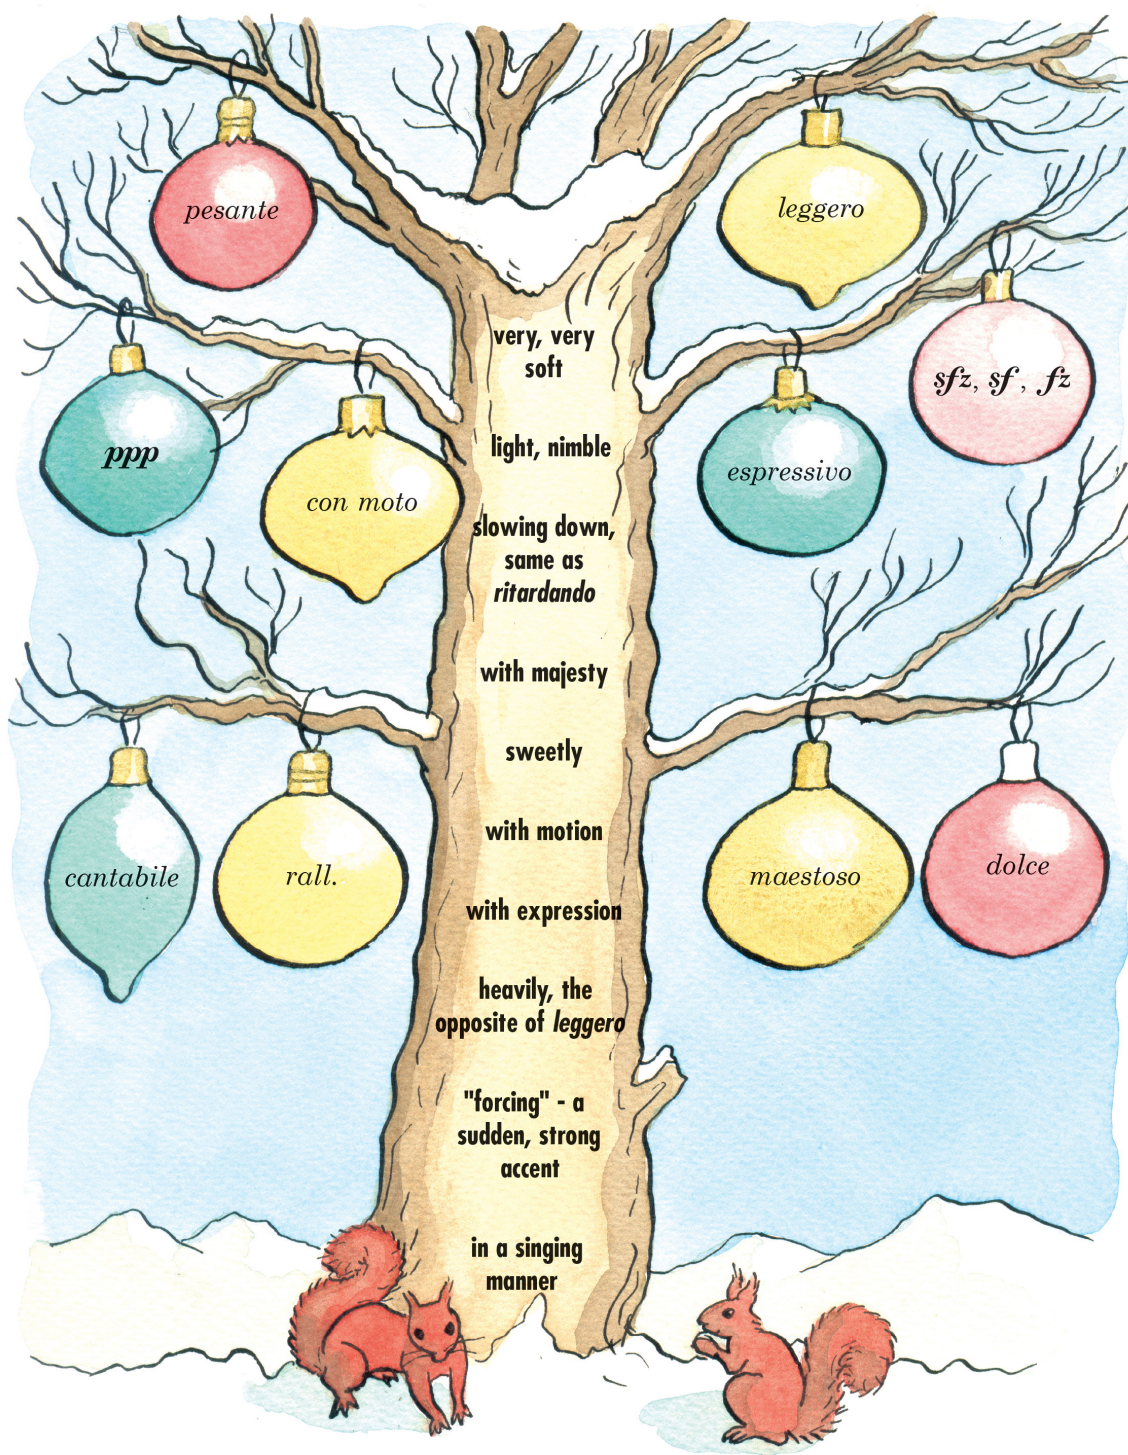 pesante
leggero
ppp
con moto
espressivo
sfz, sf , fz
cantabile
rall.
maestoso
dolce
very, very
soft
light, nimble
slowing down,
same as
ritardando
with majesty
sweetly
with motion
with expression
heavily, the
opposite of leggero
"forcing" - a
sudden, strong
accent
in a singing
manner